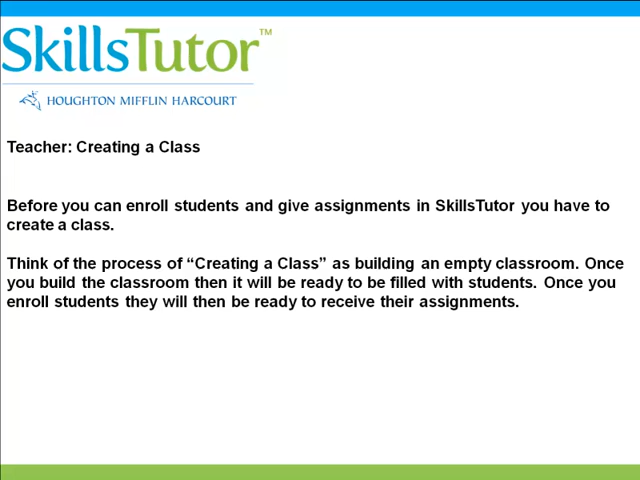 SkillsTutor™
HOUGHTON MIFFLIN HARCOURT
Teacher: Creating a Class
Before you can enroll students and give assignments in SkillsTutor you have to
create a class.
Think of the process of “Creating a Class” as building an empty classroom. Once
you build the classroom then it will be ready to be filled with students. Once you
enroll students they will then be ready to receive their assignments.